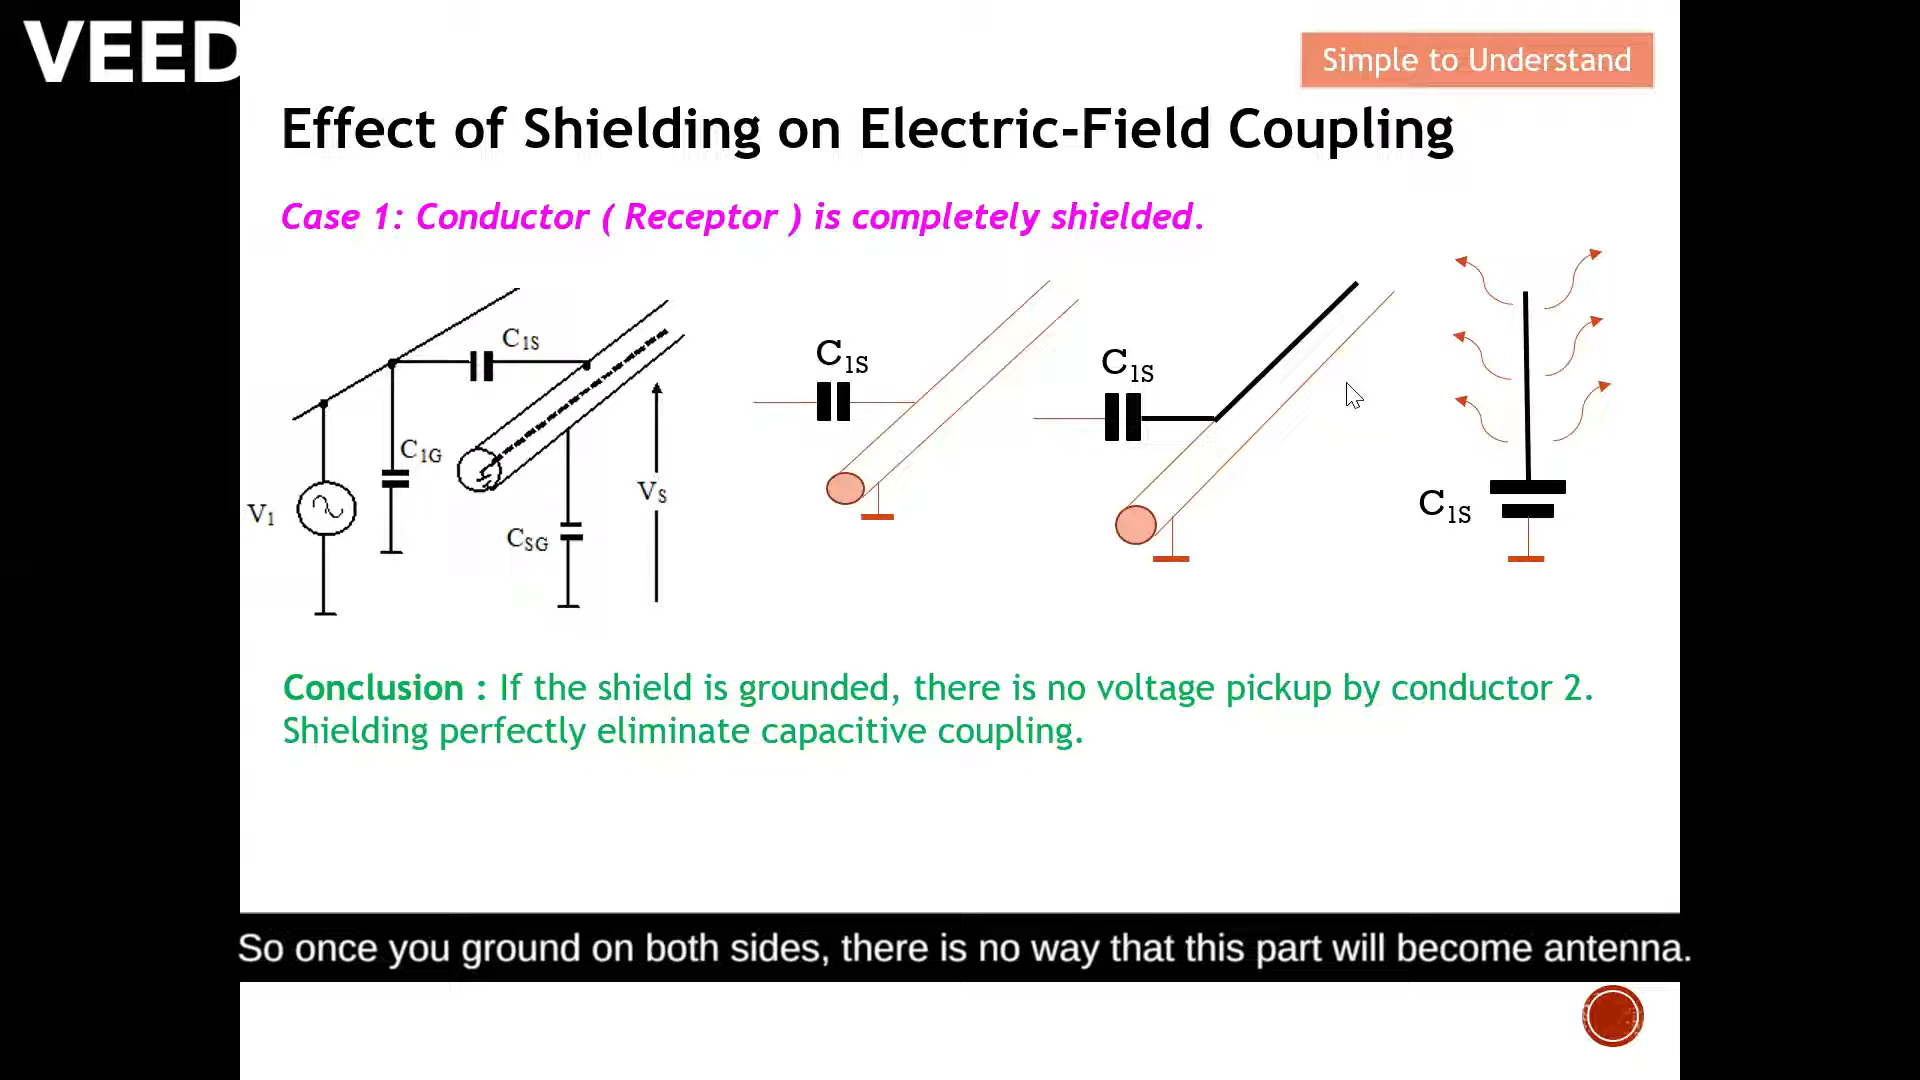 VEED
Simple to Understand
Effect of Shielding on Electric-Field Coupling
Case 1: Conductor ( Receptor ) is completely shielded.
C1S
C1G
V1
CSG
VS
C1S
C1S
C1S
Conclusion : If the shield is grounded, there is no voltage pickup by conductor 2.
Shielding perfectly eliminate capacitive coupling.
So once you ground on both sides, there is no way that this part will become antenna.